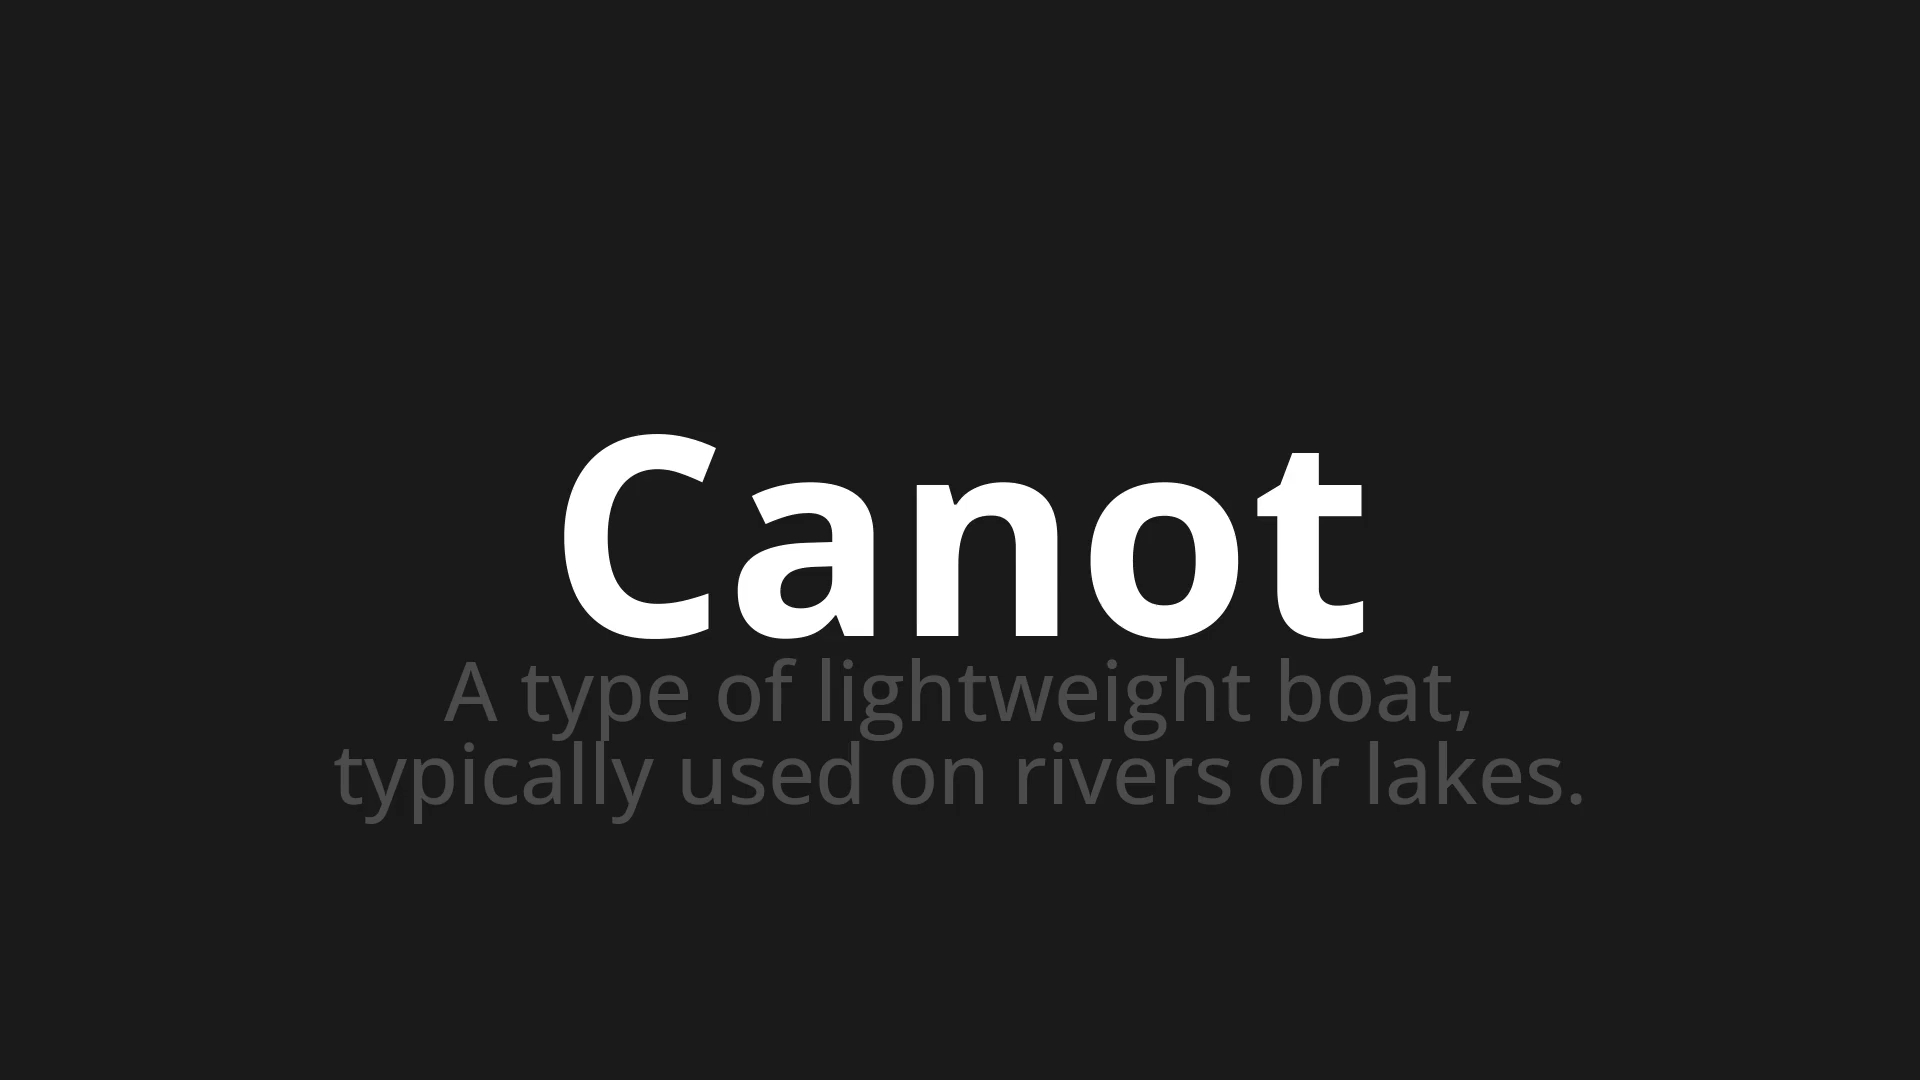 Canot
A type of lightweight boat,
typically used on rivers or lakes.